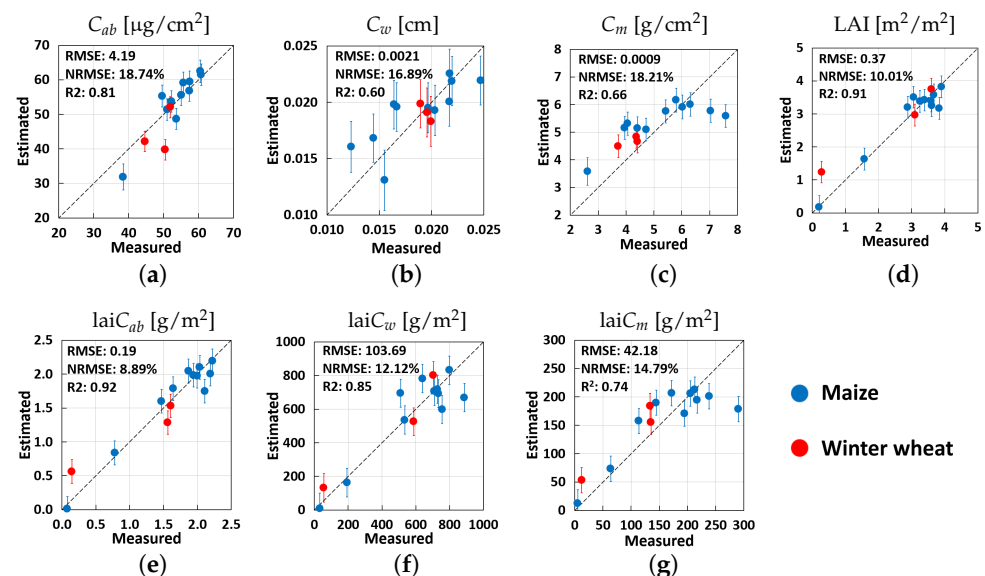 C_ab [µg/cm²]
C_w [cm]
C_m [g/cm²]
LAI [m²/m²]
RMSE: 4.19
NRMSE: 18.74%
R2: 0.81
70
60
50
40
30
20
20 30 40 50 60 70
Estimated
Measured
(a)
RMSE: 0.0021
NRMSE: 16.89%
R2: 0.60
0.025
0.020
0.015
0.010
0.010 0.015 0.020 0.025
Estimated
Measured
(b)
RMSE: 0.0009
NRMSE: 18.21%
R2: 0.66
8
7
6
5
4
3
2
2 3 4 5 6 7 8
Estimated
Measured
(c)
RMSE: 0.37
NRMSE: 10.01%
R2: 0.91
5
4
3
2
1
0
0 1 2 3 4 5
Estimated
Measured
(d)
laiC_ab [g/m²]
laiC_w [g/m²]
laiC_m [g/m²]
RMSE: 0.19
NRMSE: 8.89%
R2: 0.92
2.5
2.0
1.5
1.0
0.5
0.0
0.0 0.5 1.0 1.5 2.0 2.5
Estimated
Measured
(e)
RMSE: 103.69
NRMSE: 12.12%
R2: 0.85
1000
800
600
400
200
0
0 200 400 600 800 1000
Estimated
Measured
(f)
RMSE: 42.18
NRMSE: 14.79%
R²: 0.74
300
250
200
150
100
50
0
0 50 100 150 200 250 300
Estimated
Measured
(g)
Maize
Winter wheat